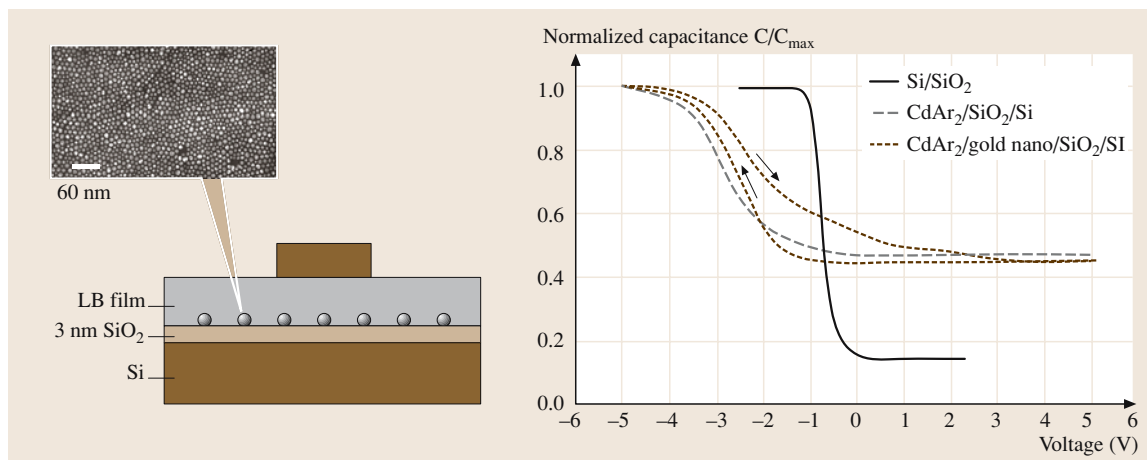 60 nm
LB film
3 nm SiO₂
Si
Normalized capacitance C/Cₘₐₓ
Si/SiO₂
CdAr₂/SiO₂/Si
CdAr₂/gold nano/SiO₂/SI
1.0
0.8
0.6
0.4
0.2
0.0
–6 –5 –4 –3 –2 –1 0 1 2 3 4 5 6
Voltage (V)